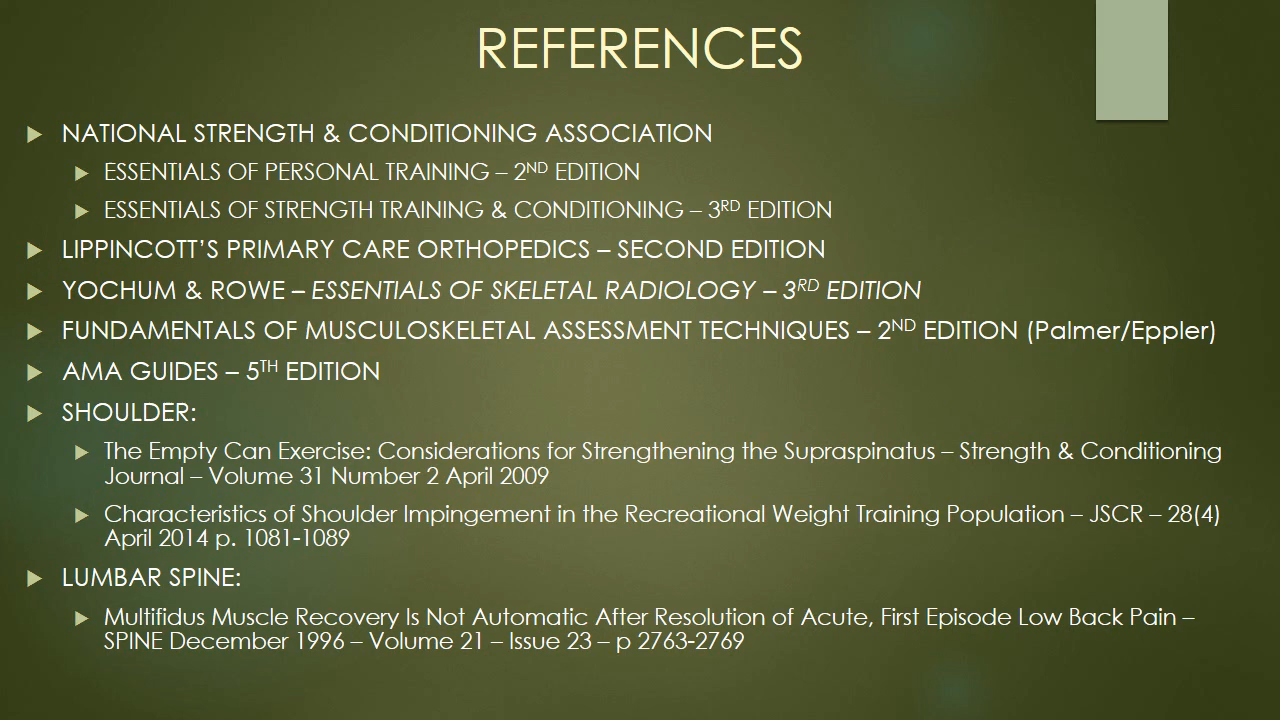 REFERENCES
NATIONAL STRENGTH & CONDITIONING ASSOCIATION
ESSENTIALS OF PERSONAL TRAINING – 2ND EDITION
ESSENTIALS OF STRENGTH TRAINING & CONDITIONING – 3RD EDITION
LIPPINCOTT’S PRIMARY CARE ORTHOPEDICS – SECOND EDITION
YOCHUM & ROWE – ESSENTIALS OF SKELETAL RADIOLOGY – 3RD EDITION
FUNDAMENTALS OF MUSCULOSKELETAL ASSESSMENT TECHNIQUES – 2ND EDITION (Palmer/Eppler)
AMA GUIDES – 5TH EDITION
SHOULDER:
The Empty Can Exercise: Considerations for Strengthening the Supraspinatus – Strength & Conditioning
Journal – Volume 31 Number 2 April 2009
Characteristics of Shoulder Impingement in the Recreational Weight Training Population – JSCR – 28(4)
April 2014 p. 1081-1089
LUMBAR SPINE:
Multifidus Muscle Recovery Is Not Automatic After Resolution of Acute, First Episode Low Back Pain –
SPINE December 1996 – Volume 21 – Issue 23 – p 2763-2769